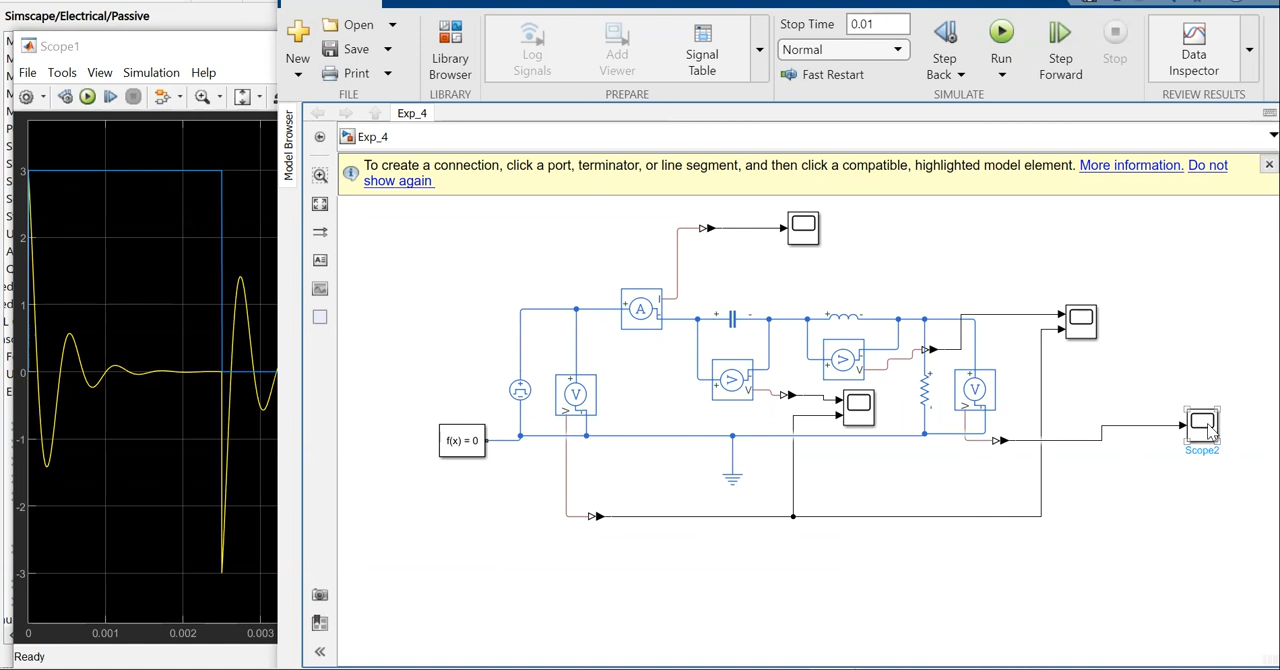 Simscape/Electrical/Passive
Scope1
File Tools View Simulation Help
3
2
1
0
-1
-2
-3
0 0.001 0.002 0.003
Ready
New
Open
Save
Print
FILE
Library
Browser
LIBRARY
Log
Signals
Add
Viewer
Signal
Table
PREPARE
Stop Time 0.01
Normal
Fast Restart
Step
Back
Run
Step
Forward
Stop
SIMULATE
Data
Inspector
REVIEW RESULTS
Model Browser
Exp_4
Exp_4
To create a connection, click a port, terminator, or line segment, and then click a compatible, highlighted model element. More information. Do not
show again
A
V
V
V
V
f(x) = 0
Scope2